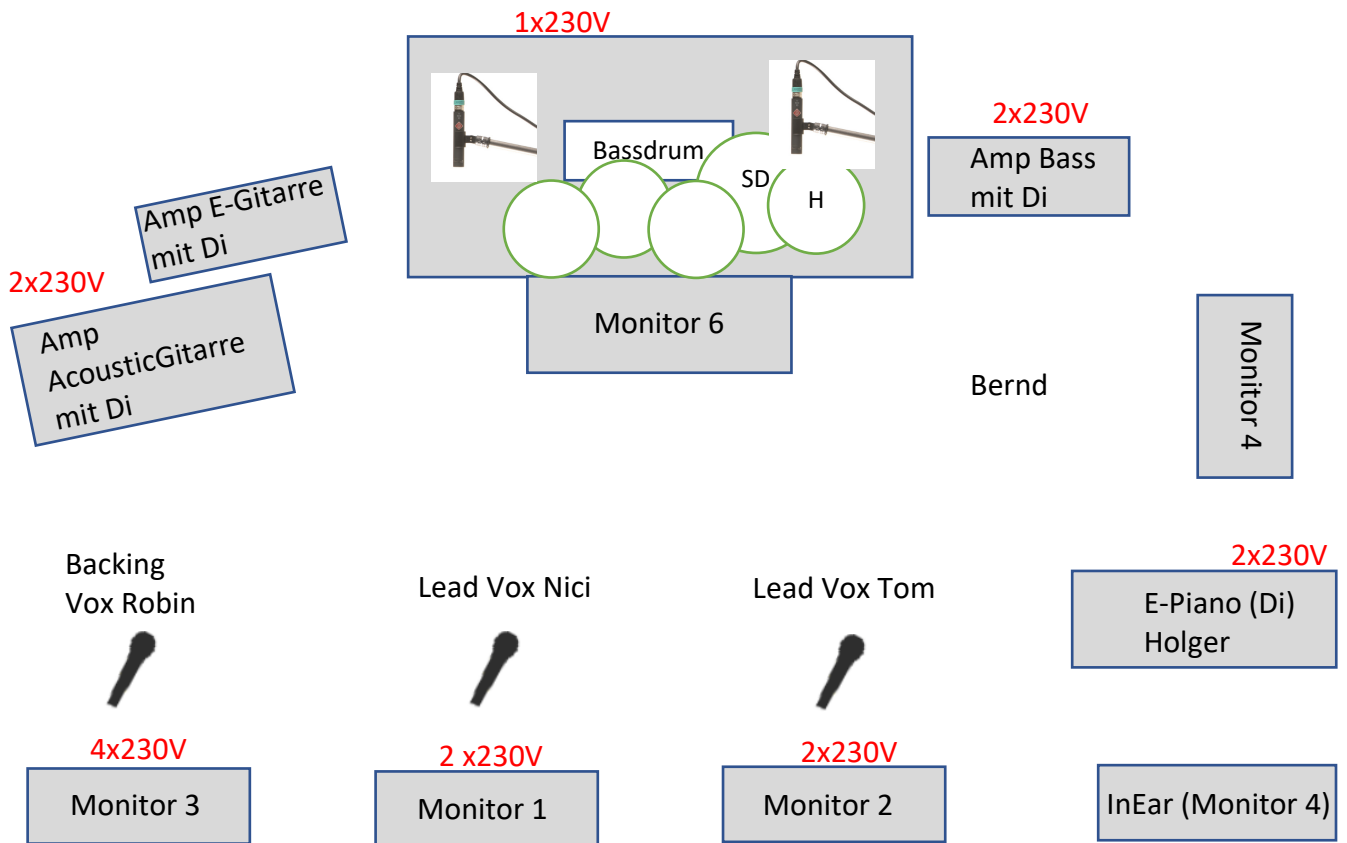 1x230V
Bassdrum
SD
H
2x230V
Amp Bass
mit Di
Amp E-Gitarre
mit Di
2x230V
Amp
AcousticGitarre
mit Di
Monitor 6
Bernd
Monitor 4
Backing
Vox Robin
Lead Vox Nici
Lead Vox Tom
2x230V
E-Piano (Di)
Holger
4x230V
2 x230V
2x230V
Monitor 3
Monitor 1
Monitor 2
InEar (Monitor 4)